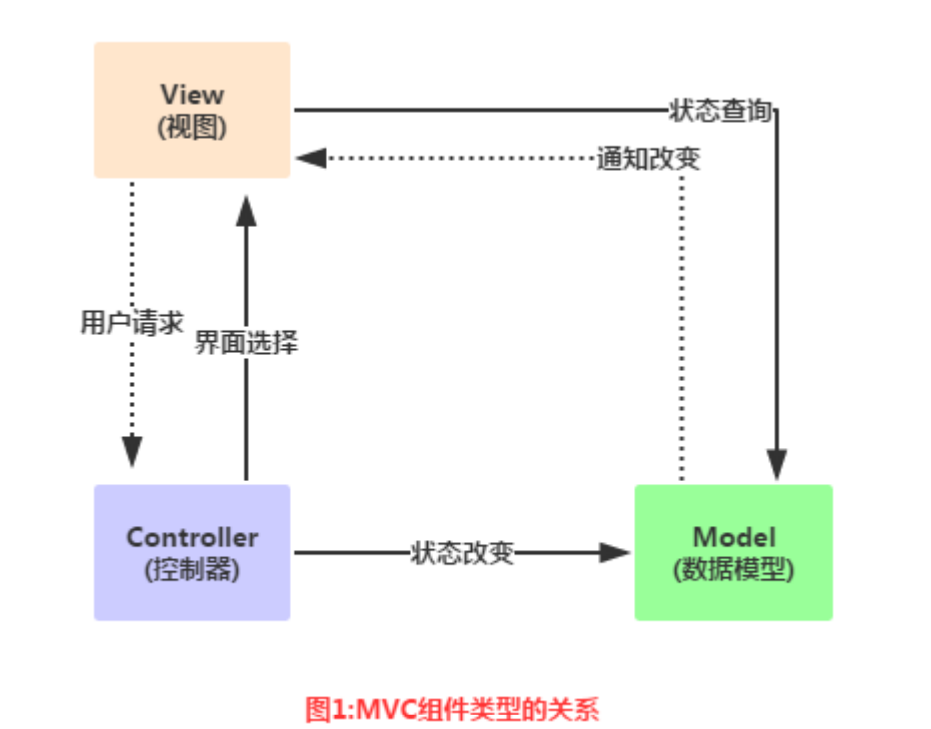 View
(视图)
状态查询
通知改变
用户请求
界面选择
Controller
(控制器)
状态改变
Model
(数据模型)
图1:MVC组件类型的关系